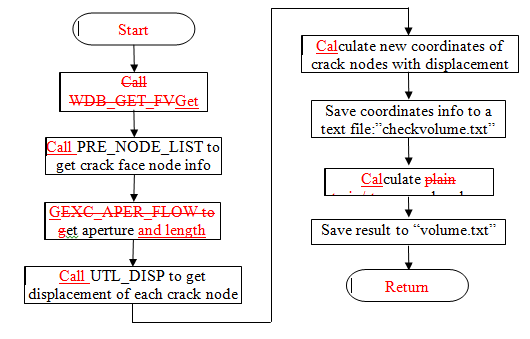 Start
Call
WDB_GET_FVGet
Call PRE_NODE_LIST to
get crack face node info
GEXC_APER_FLOW to
get aperture and length
Call UTL_DISP to get
displacement of each crack node
Calculate new coordinates of
crack nodes with displacement
Save coordinates info to a
text file:”checkvolume.txt”
Calculate plain
Save result to “volume.txt”
Return